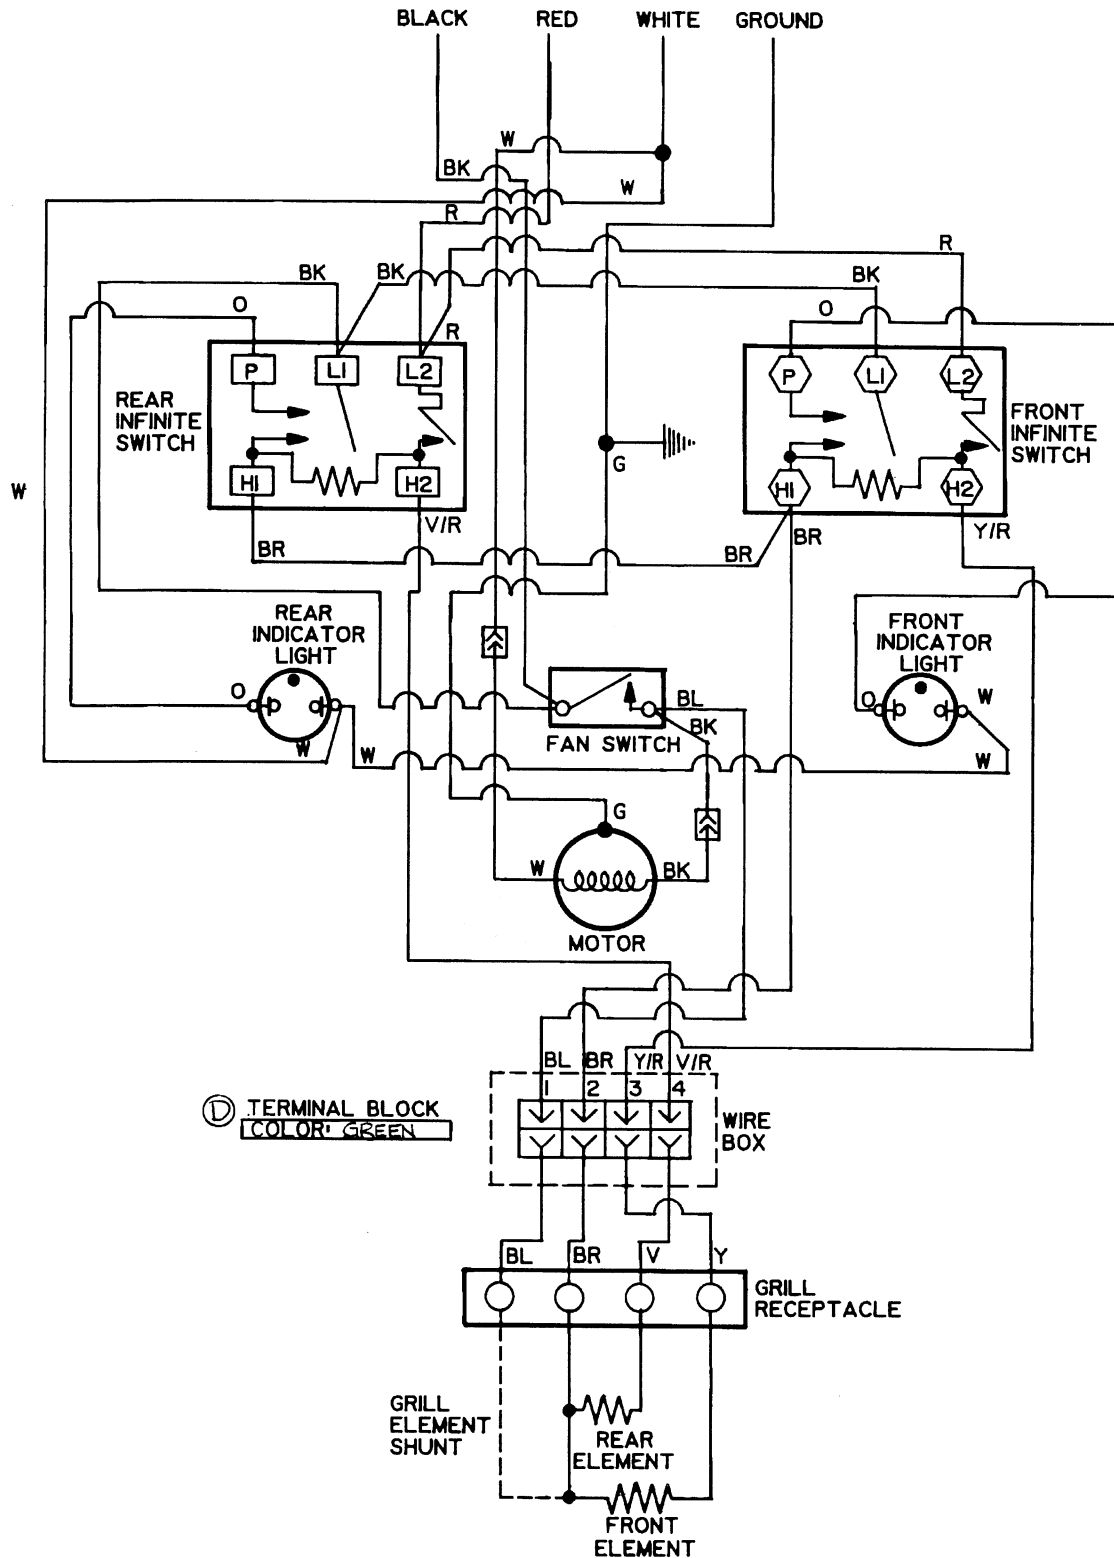 BLACK RED WHITE GROUND
W
BK
W
R
R
BK BK BK
O O
R
P L1 L2
P L1 L2
REAR
INFINITE
SWITCH
FRONT
INFINITE
SWITCH
G
W
H1 H2
H1 H2
V/R
Y/R
BR BR BR
REAR
INDICATOR
LIGHT
FRONT
INDICATOR
LIGHT
O
W
BL
BK
O
W
FAN SWITCH
W
W
G
W BK
MOTOR
BL BR Y/R V/R
1 2 3 4
D TERMINAL BLOCK
COLOR: GREEN
WIRE
BOX
BL BR V Y
GRILL
RECEPTACLE
GRILL
ELEMENT
SHUNT
REAR
ELEMENT
FRONT
ELEMENT